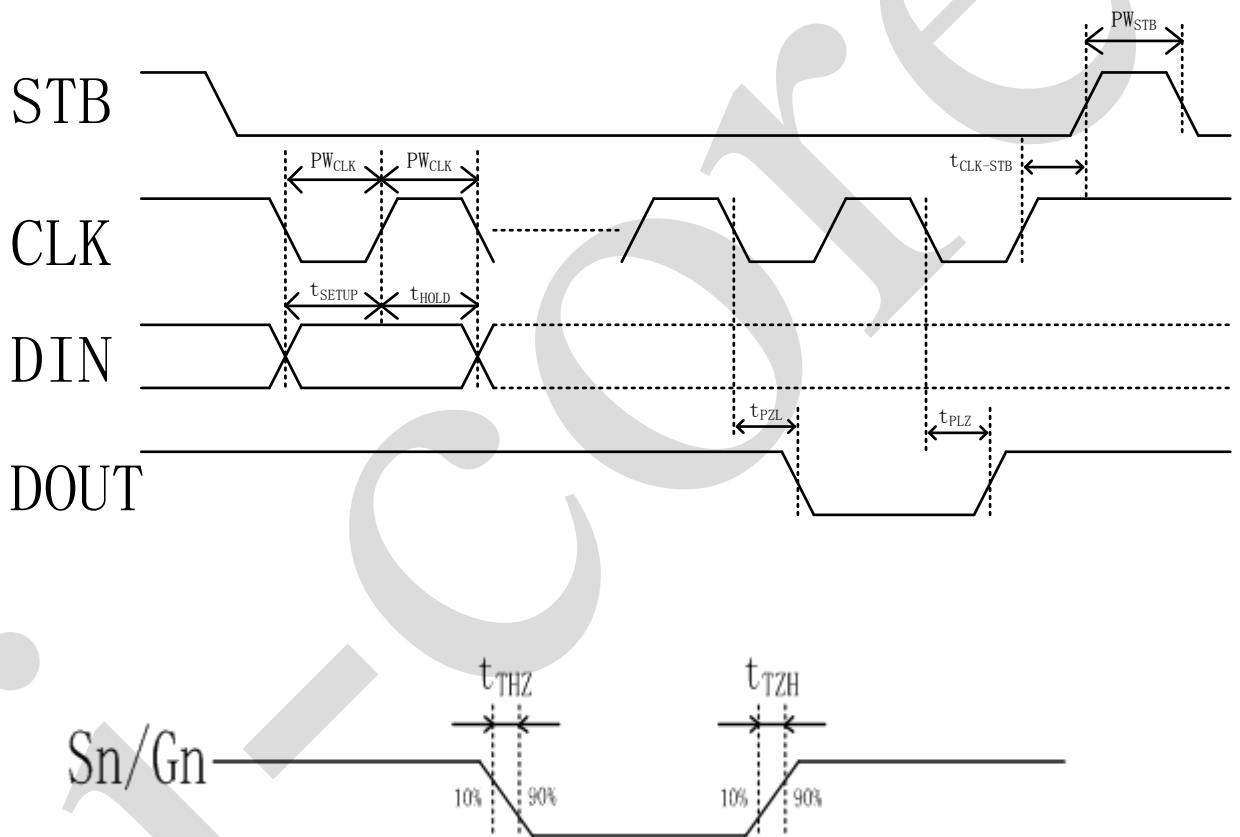 PWSTB
STB
PWCLK PWCLK
tCLK-STB
CLK
tSETUP tHOLD
DIN
tPZL tPLZ
DOUT
tTHZ tTZH
Sn/Gn
10% 90% 10% 90%
i-core